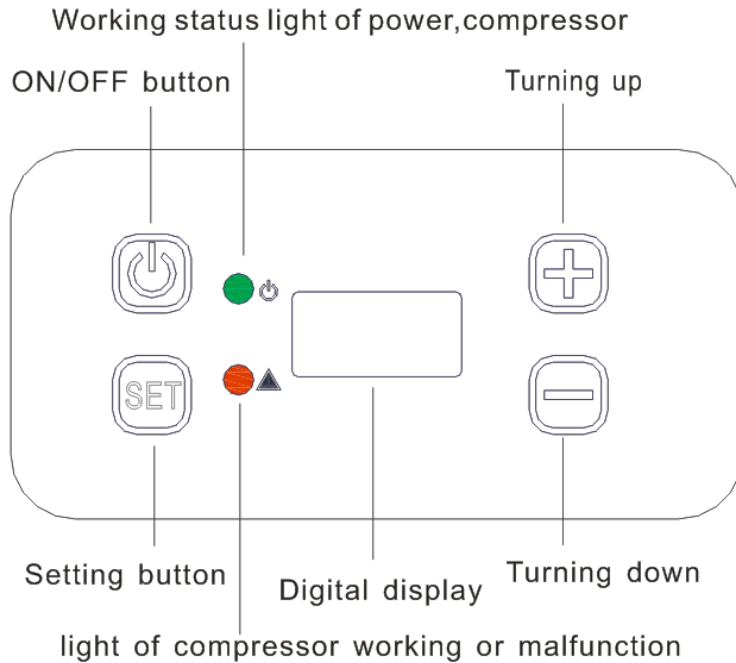 Working status light of power,compressor
ON/OFF button
Turning up
SET
Setting button
Digital display
Turning down
light of compressor working or malfunction